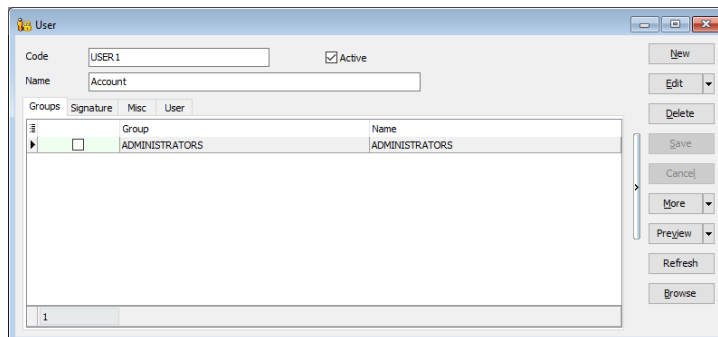 User
Code USER1 Active New
Name Account Edit
Groups Signature Misc User Delete
Group Name
ADMINISTRATORS ADMINISTRATORS Save
Cancel
More
Preview
Refresh
Browse
1